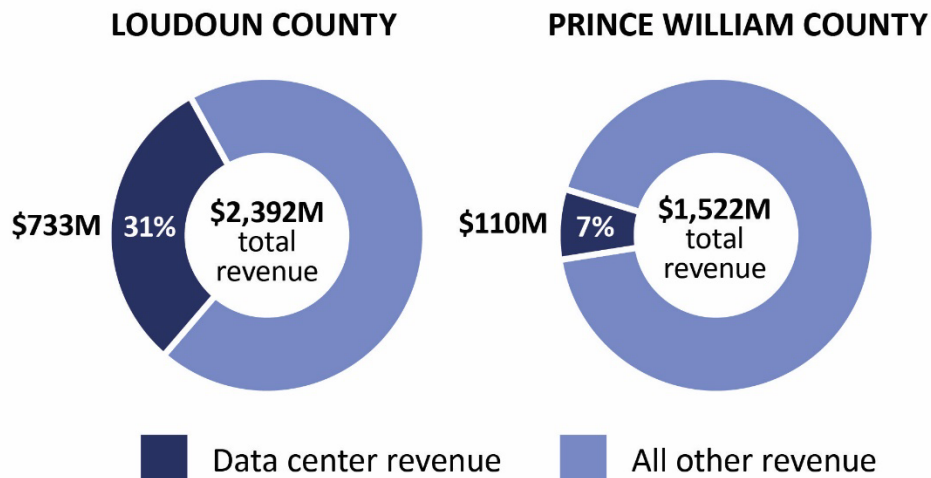 LOUDOUN COUNTY
$733M
31%
$2,392M
total
revenue
PRINCE WILLIAM COUNTY
$110M
7%
$1,522M
total
revenue
Data center revenue
All other revenue